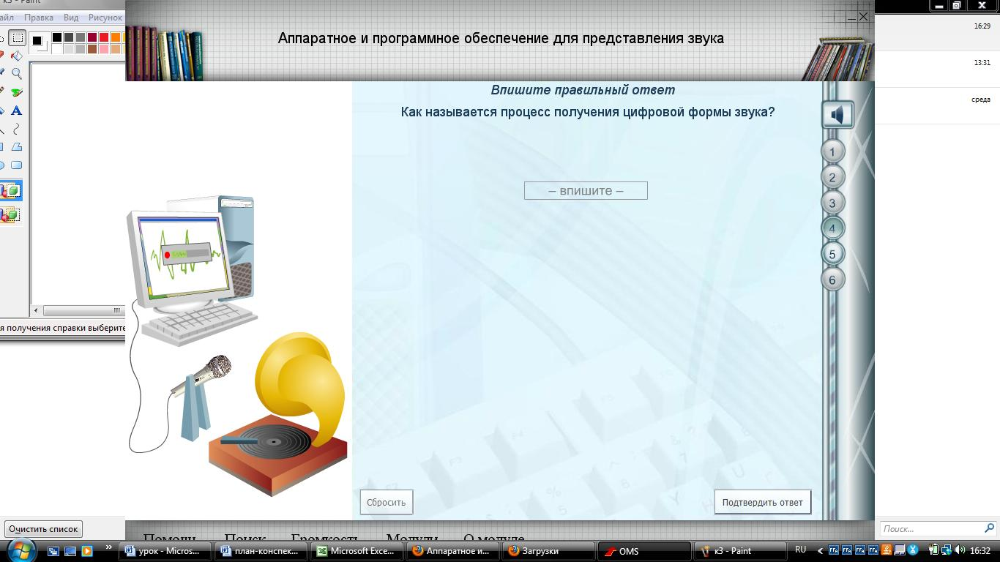 к3 - Paint
Правка Вид Рисунок
Аппаратное и программное обеспечение для представления звука
16:29
13:31
среда
Впишите правильный ответ
Как называется процесс получения цифровой формы звука?
– впишите –
1
2
3
4
5
6
я получения справки выберите
Сбросить
Подтвердить ответ
Очистить список
Поиск...
Помощь Поиск Громкость Модули О модуле
урок - Micros...
план-конспек...
Microsoft Exce...
Аппаратное и...
Загрузки
OMS
к3 - Paint
RU
16:32